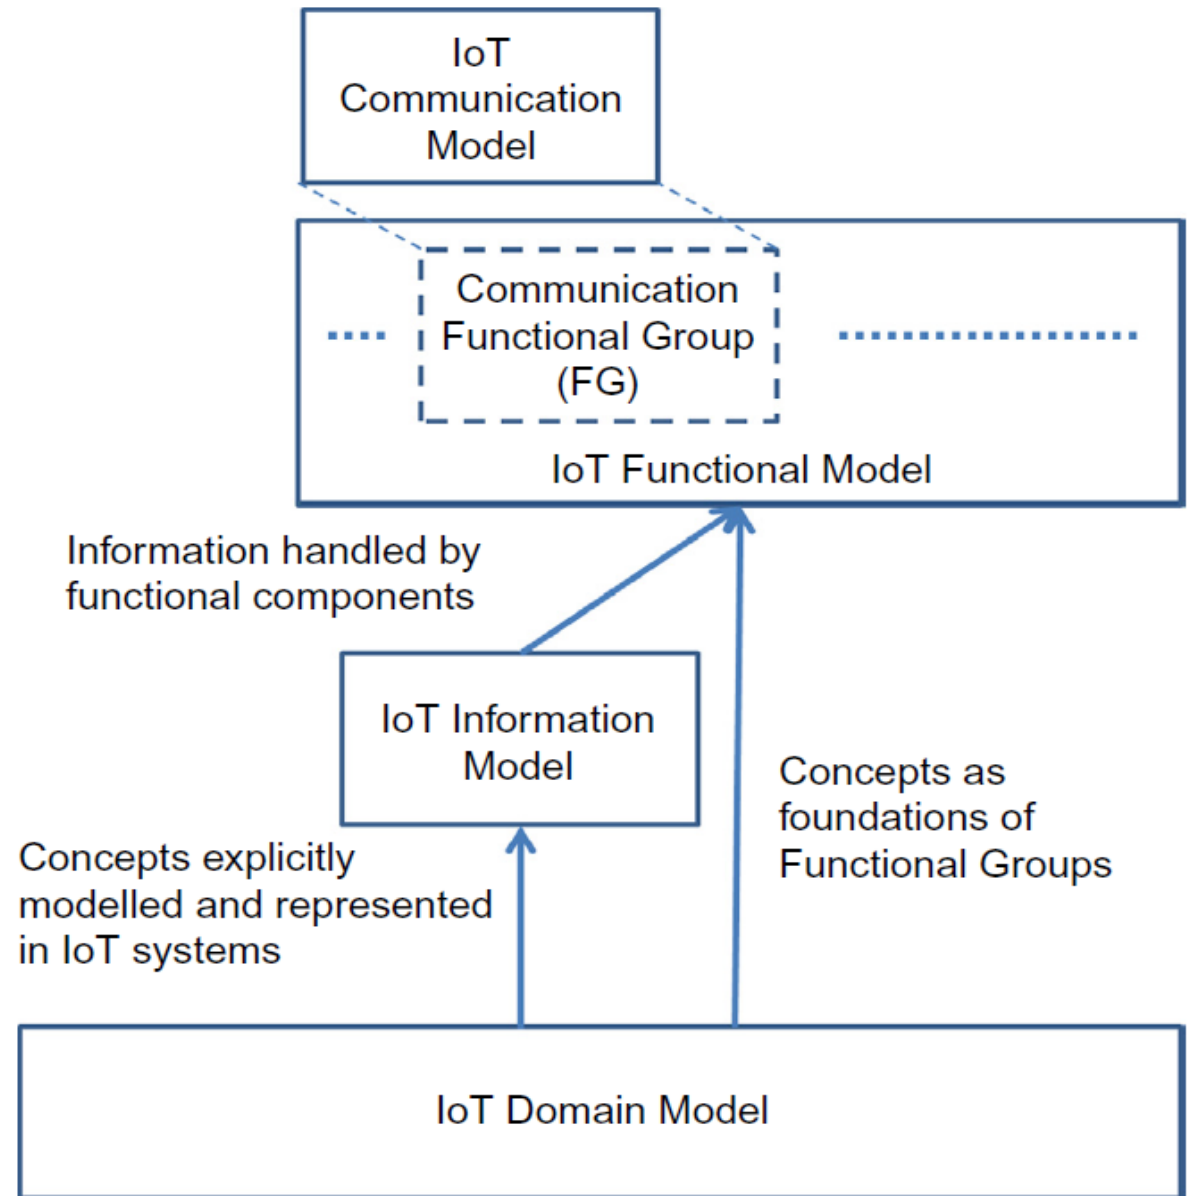 IoT
Communication
Model
Communication
Functional Group
(FG)
IoT Functional Model
Information handled by
functional components
IoT Information
Model
Concepts as
foundations of
Functional Groups
Concepts explicitly
modelled and represented
in IoT systems
IoT Domain Model